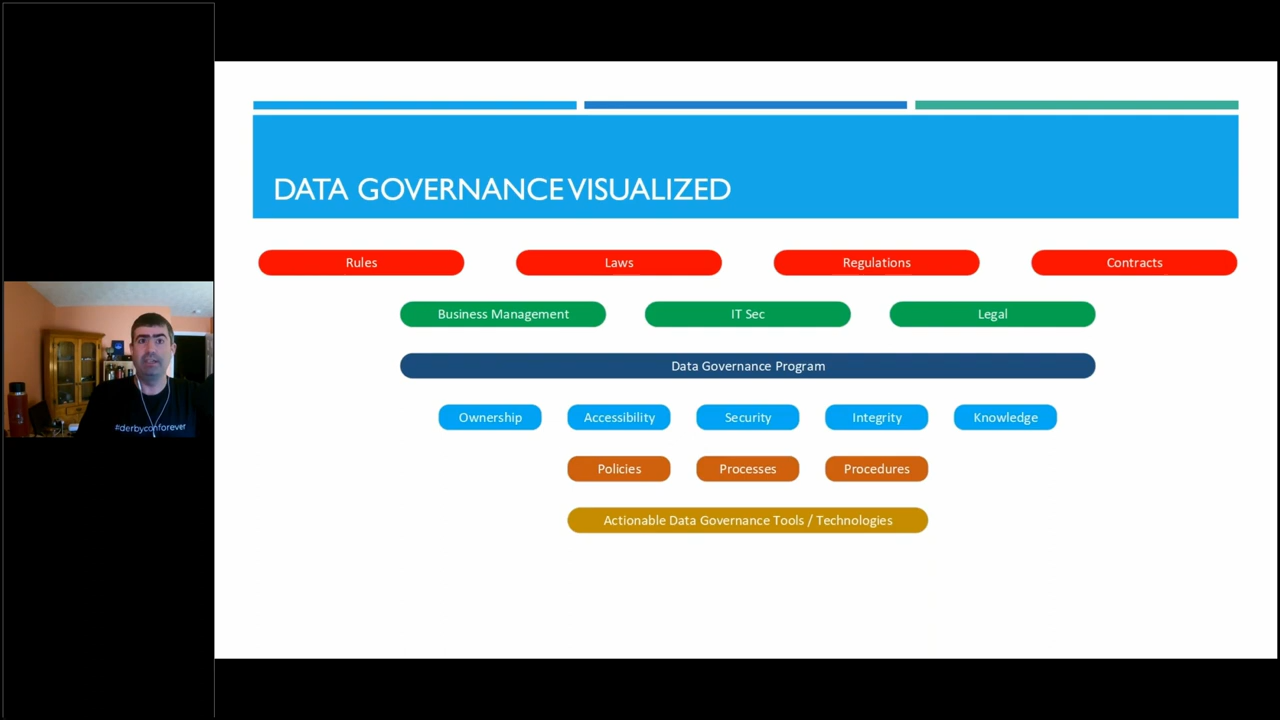 DATA GOVERNANCE VISUALIZED
Rules Laws Regulations Contracts
Business Management IT Sec Legal
Data Governance Program
Ownership Accessibility Security Integrity Knowledge
Policies Processes Procedures
Actionable Data Governance Tools / Technologies
#derbyconforever